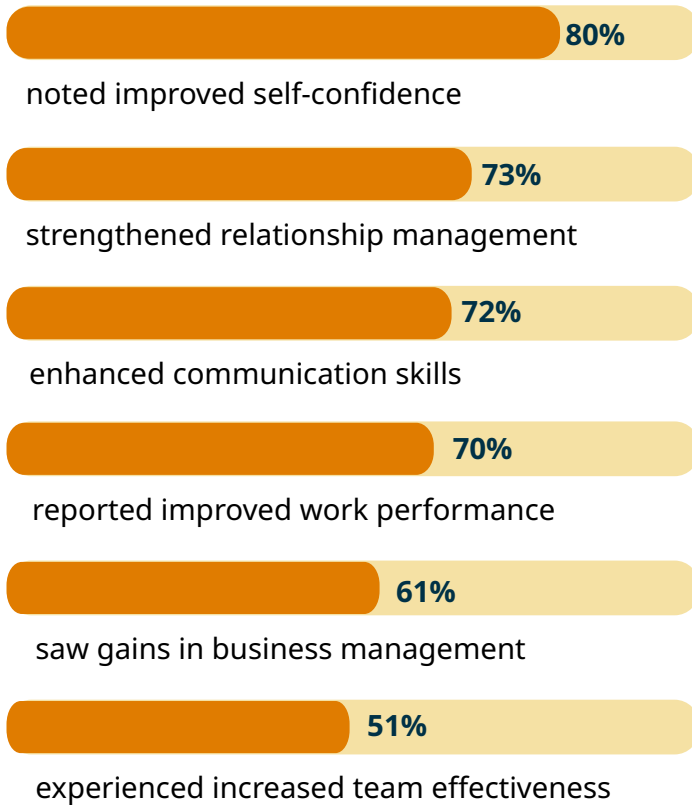 80%
noted improved self-confidence
73%
strengthened relationship management
72%
enhanced communication skills
70%
reported improved work performance
61%
saw gains in business management
51%
experienced increased team effectiveness